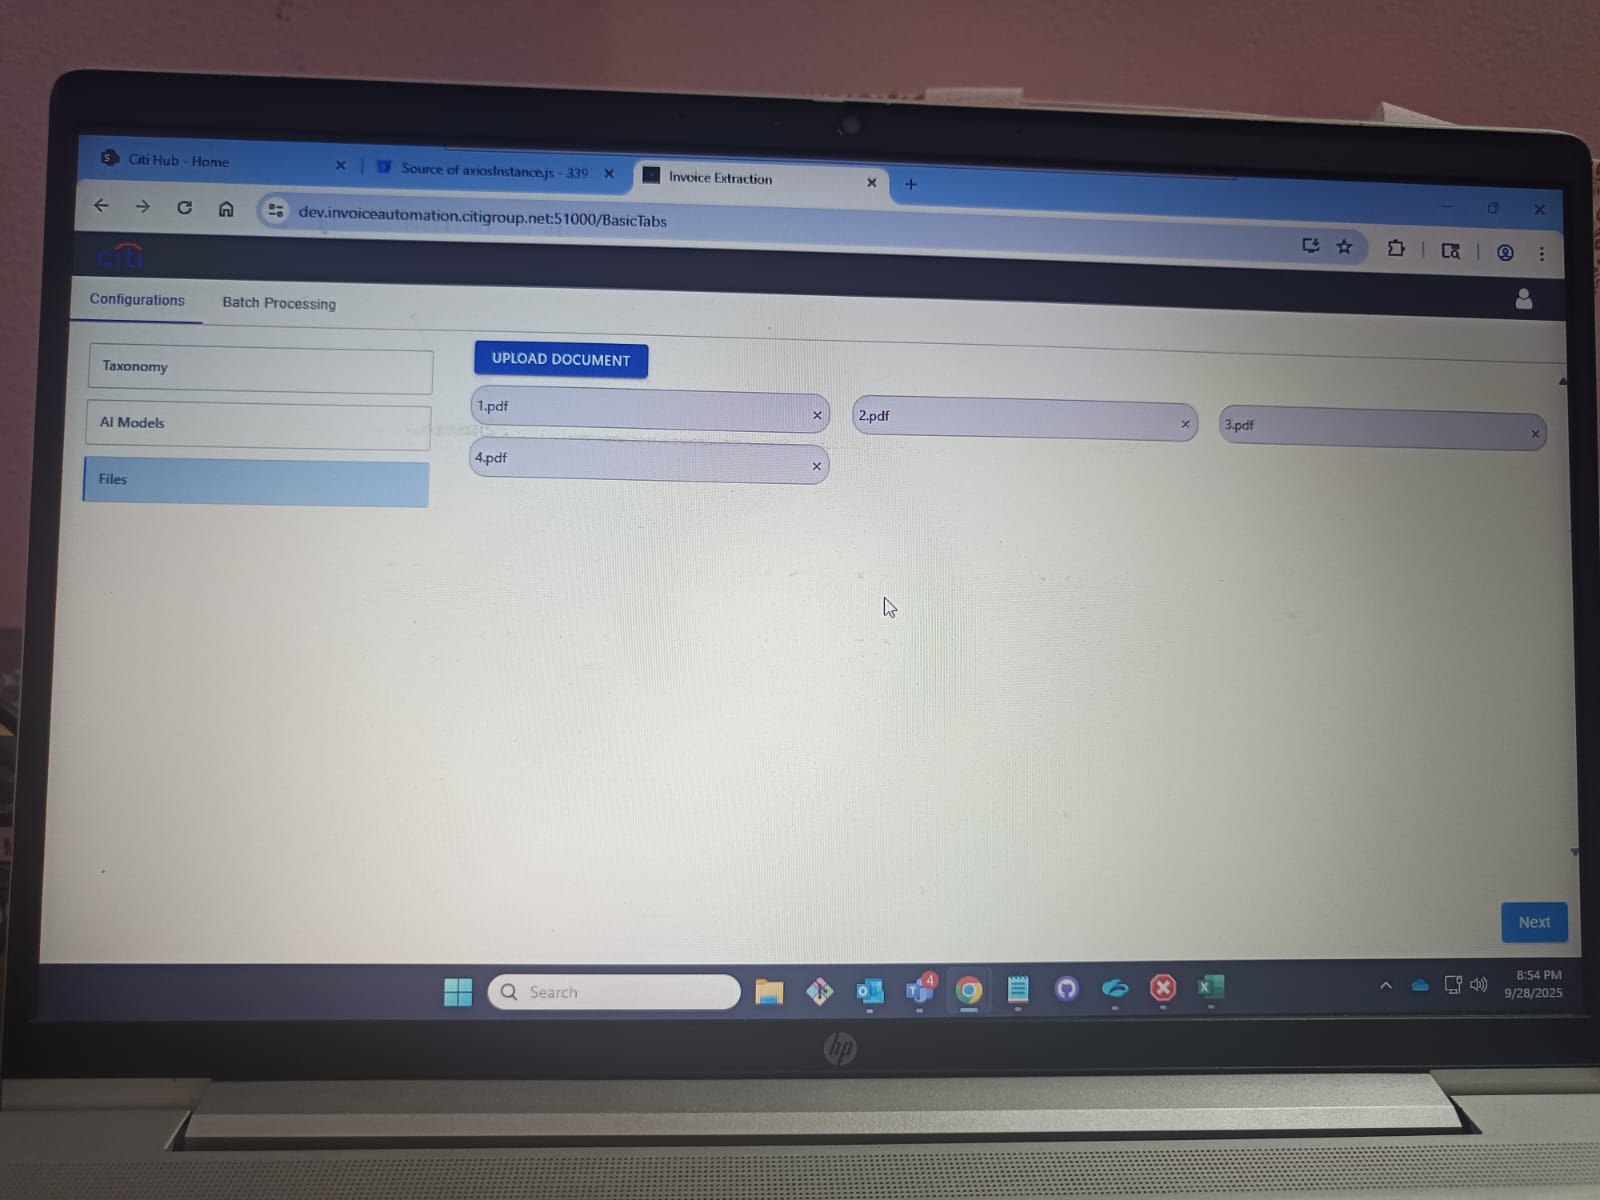 Citi Hub - Home
Source of axiosInstance.js - 339
Invoice Extraction
dev.invoiceautomation.citigroup.net:51000/BasicTabs
citi
Configurations
Batch Processing
Taxonomy
AI Models
Files
UPLOAD DOCUMENT
1.pdf
2.pdf
3.pdf
4.pdf
Next
Search
4
8:54 PM
9/28/2025
hp